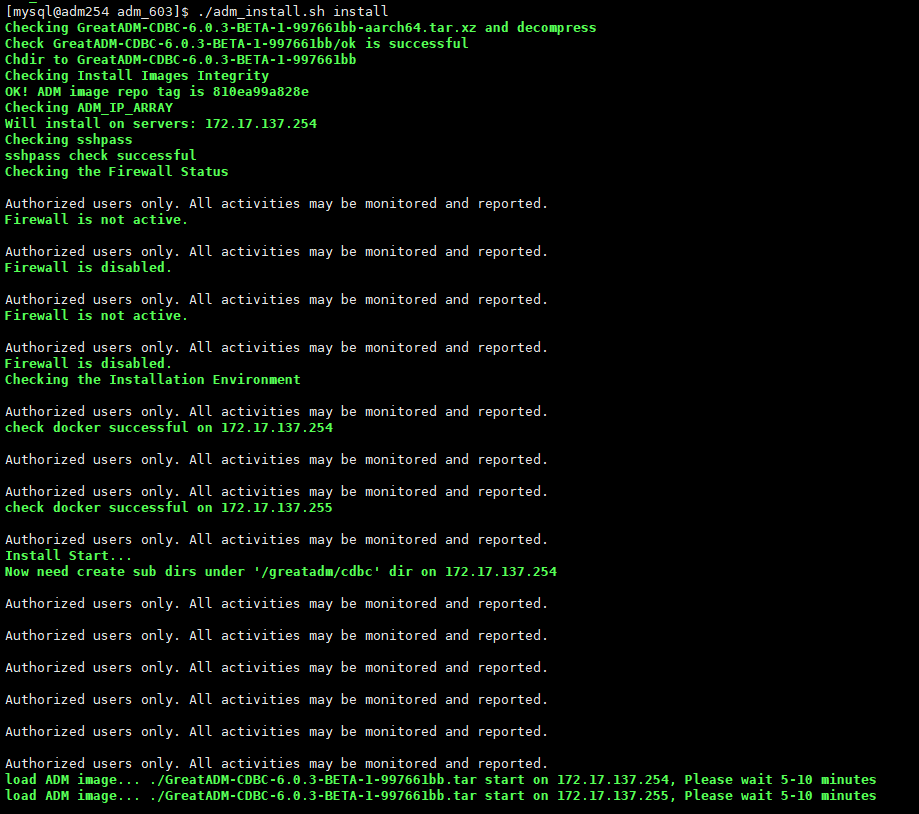 [mysql@adm254 adm_603]$ ./adm_install.sh install
Checking GreatADM-CDBC-6.0.3-BETA-1-997661bb-aarch64.tar.xz and decompress
Check GreatADM-CDBC-6.0.3-BETA-1-997661bb/ok is successful
Chdir to GreatADM-CDBC-6.0.3-BETA-1-997661bb
Checking Install Images Integrity
OK! ADM image repo tag is 810ea99a828e
Checking ADM_IP_ARRAY
Will install on servers: 172.17.137.254
Checking sshpass
sshpass check successful
Checking the Firewall Status
Authorized users only. All activities may be monitored and reported.
Firewall is not active.
Authorized users only. All activities may be monitored and reported.
Firewall is disabled.
Authorized users only. All activities may be monitored and reported.
Firewall is not active.
Authorized users only. All activities may be monitored and reported.
Firewall is disabled.
Checking the Installation Environment
Authorized users only. All activities may be monitored and reported.
check docker successful on 172.17.137.254
Authorized users only. All activities may be monitored and reported.
Authorized users only. All activities may be monitored and reported.
check docker successful on 172.17.137.255
Authorized users only. All activities may be monitored and reported.
Install Start...
Now need create sub dirs under '/greatadm/cdbc' dir on 172.17.137.254
Authorized users only. All activities may be monitored and reported.
Authorized users only. All activities may be monitored and reported.
Authorized users only. All activities may be monitored and reported.
Authorized users only. All activities may be monitored and reported.
Authorized users only. All activities may be monitored and reported.
Authorized users only. All activities may be monitored and reported.
load ADM image... ./GreatADM-CDBC-6.0.3-BETA-1-997661bb.tar start on 172.17.137.254, Please wait 5-10 minutes
load ADM image... ./GreatADM-CDBC-6.0.3-BETA-1-997661bb.tar start on 172.17.137.255, Please wait 5-10 minutes